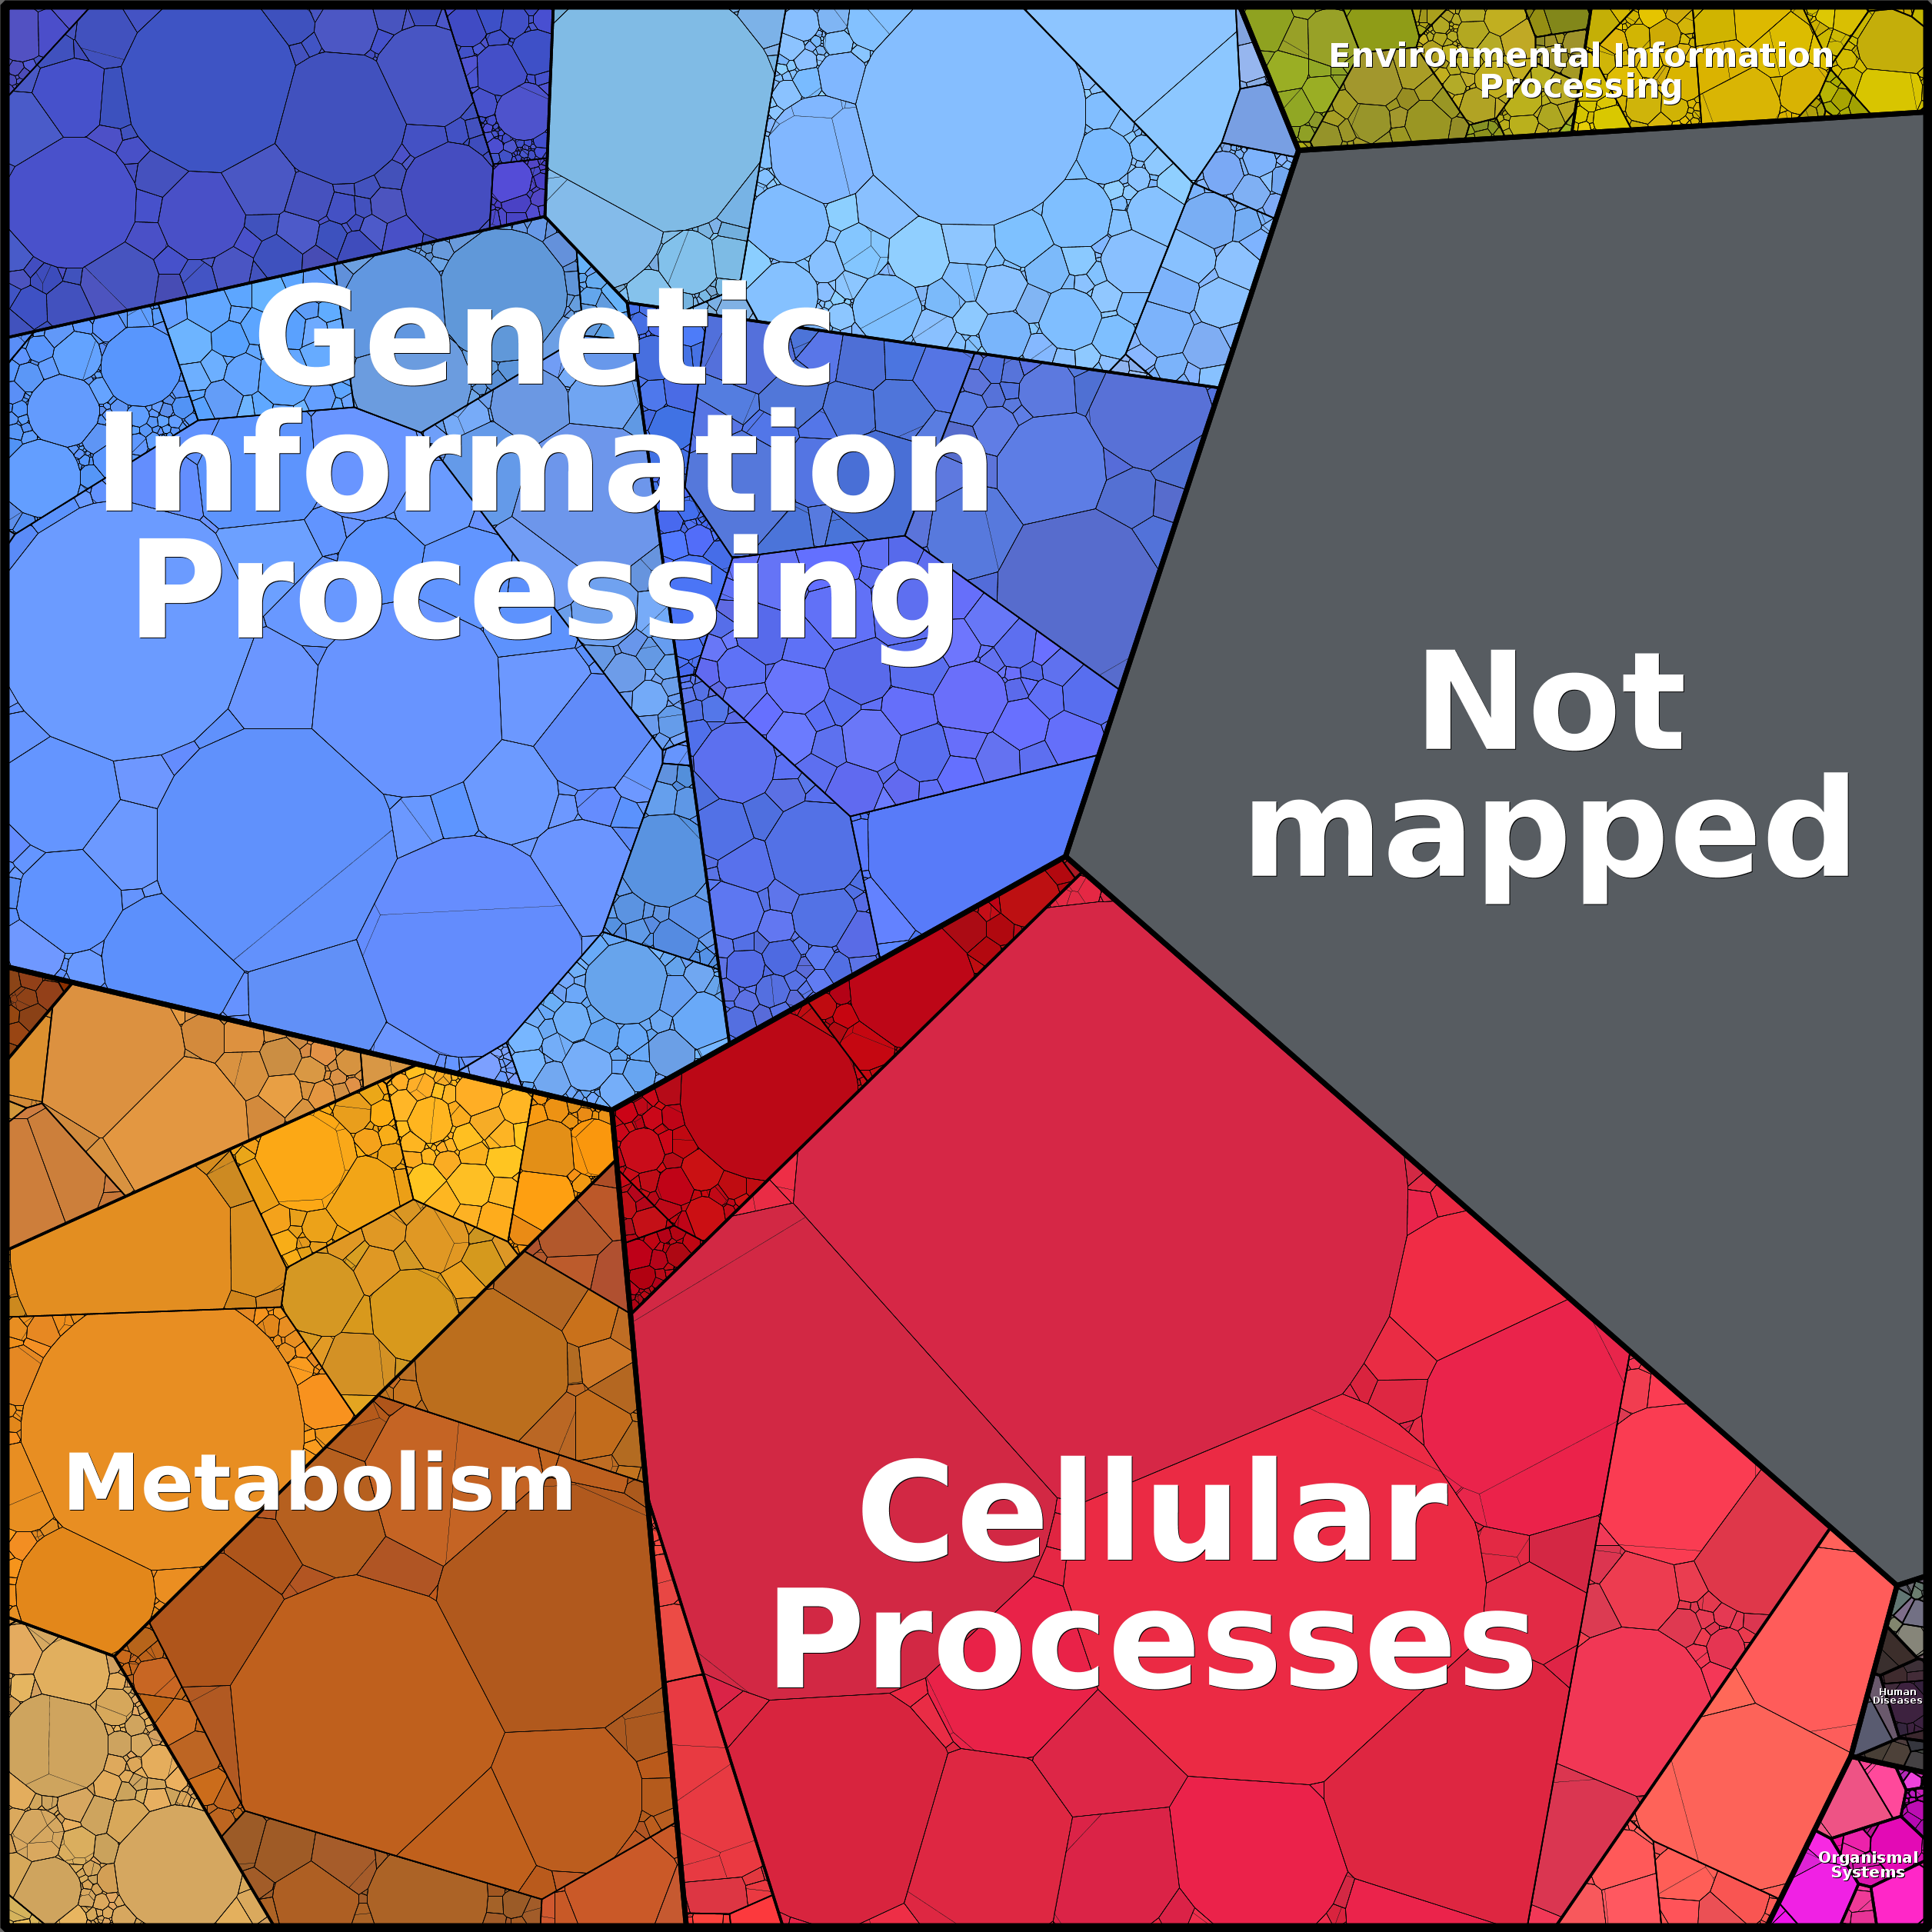 Environmental Information
Processing
Genetic
Information
Processing
Not
mapped
Metabolism
Cellular
Processes
Human
Diseases
Organismal
Systems